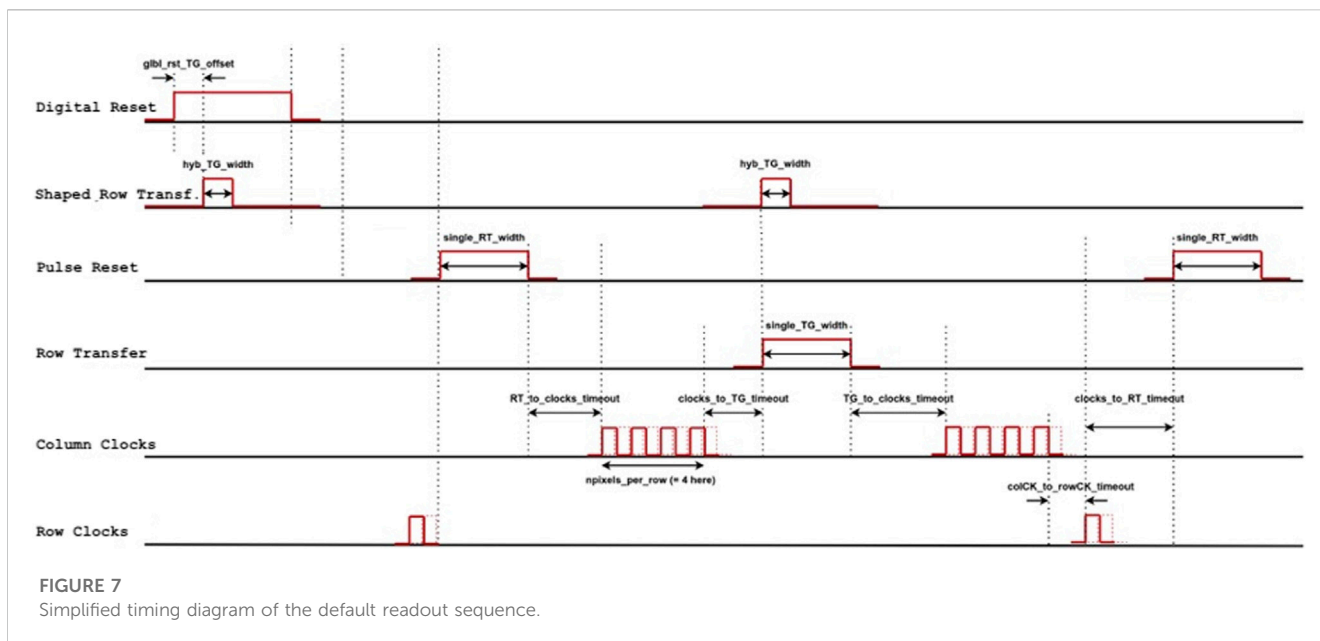 glbl_rst_TG_offset
Digital Reset
hyb_TG_width
hyb_TG_width
Shaped Row Transf.
single_RT_width
single_RT_width
Pulse Reset
single_TG_width
Row Transfer
RT_to_clocks_timeout
clocks_to_TG_timeout
TG_to_clocks_timeout
clocks_to_RT_timeout
Column Clocks
npixels_per_row (= 4 here)
colCK_to_rowCK_timeout
Row Clocks
FIGURE 7
Simplified timing diagram of the default readout sequence.